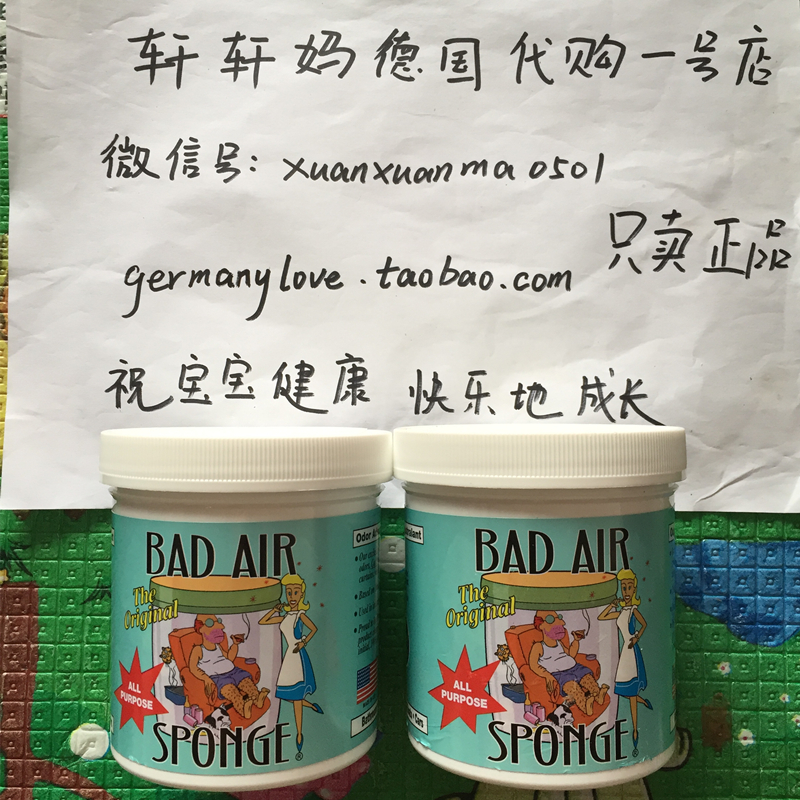 轩轩妈德国代购一号店
微信号: xuanxuanma0501
只卖正品
germanylove.taobao.com
祝宝宝健康 快乐地成长
BAD AIR
The
Original
ALL
PURPOSE
SPONGE®
BAD AIR
The
Original
ALL
PURPOSE
SPONGE®